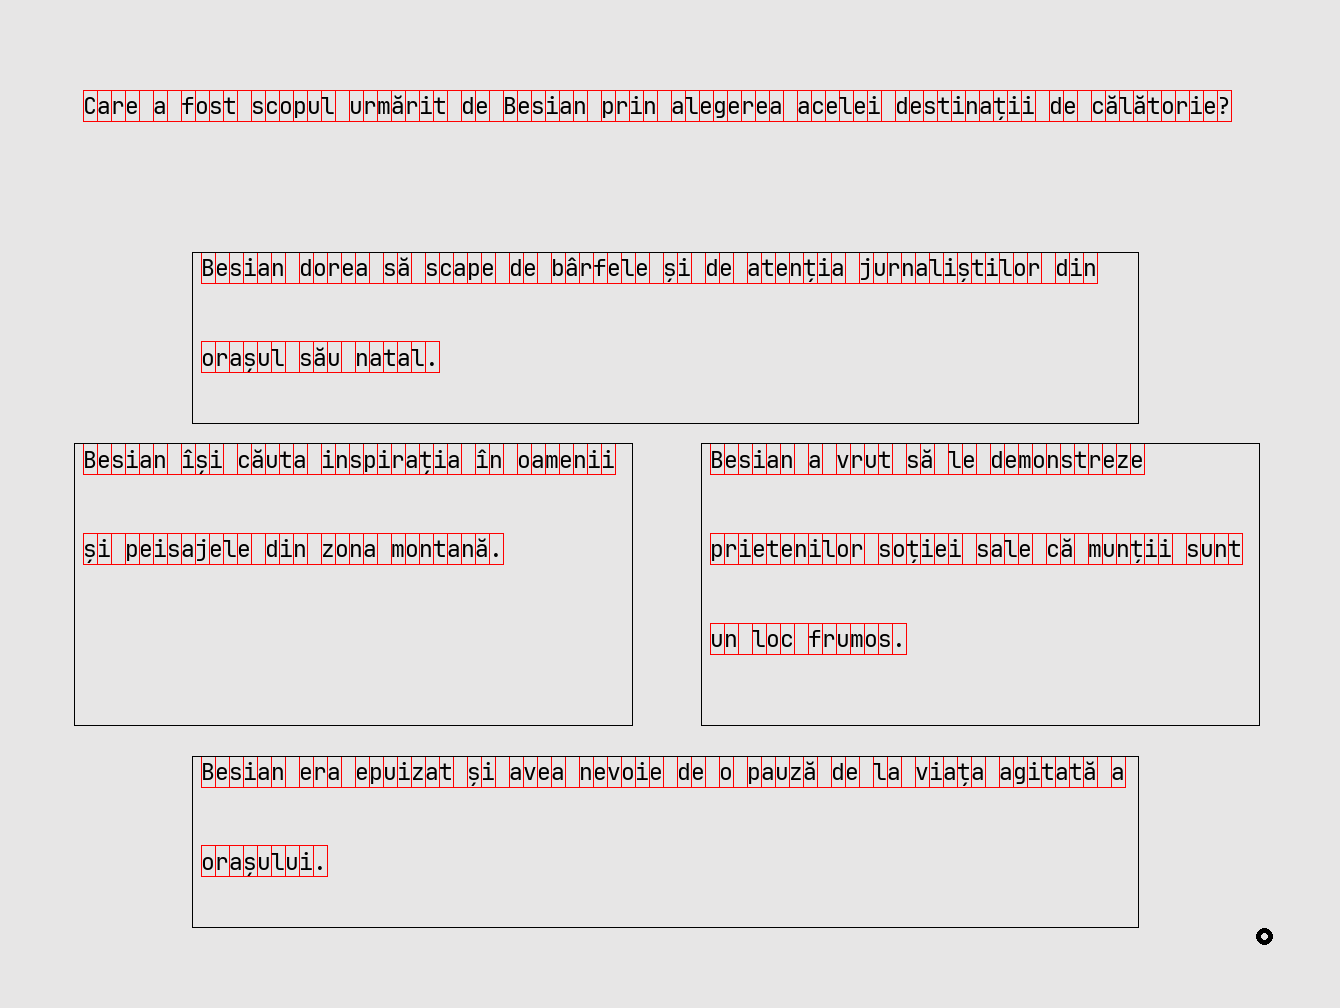 Care a fost scopul urmărit de Besian prin alegerea acelei destinații de călătorie?
Besian dorea să scape de bârfele și de atenția jurnaliștilor din
orașul său natal.
Besian își căuta inspirația în oamenii
și peisajele din zona montană.
Besian a vrut să le demonstreze
prietenilor soției sale că munții sunt
un loc frumos.
Besian era epuizat și avea nevoie de o pauză de la viața agitată a
orașului.